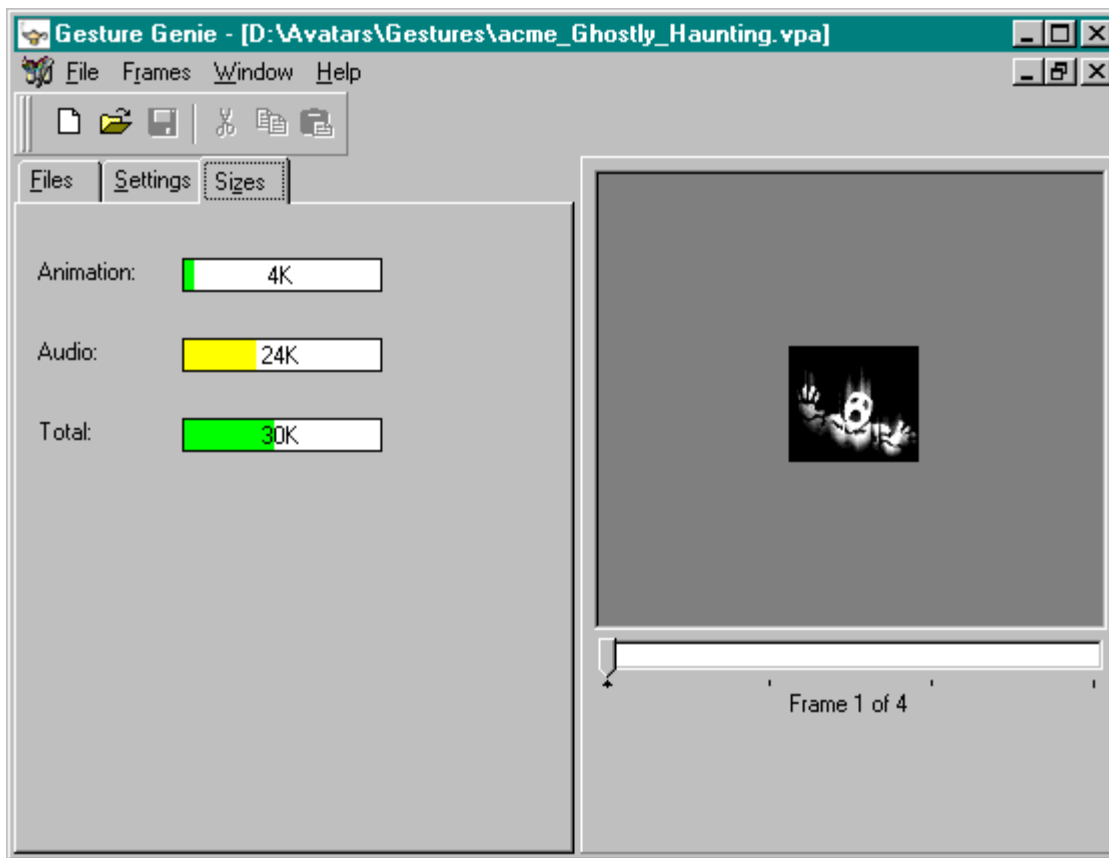 Gesture Genie - [D:\Avatars\Gestures\acme_Ghostly_Haunting.vpa]
File Frames Window Help
Files Settings Sizes
Animation: 4K
Audio: 24K
Total: 30K
Frame 1 of 4